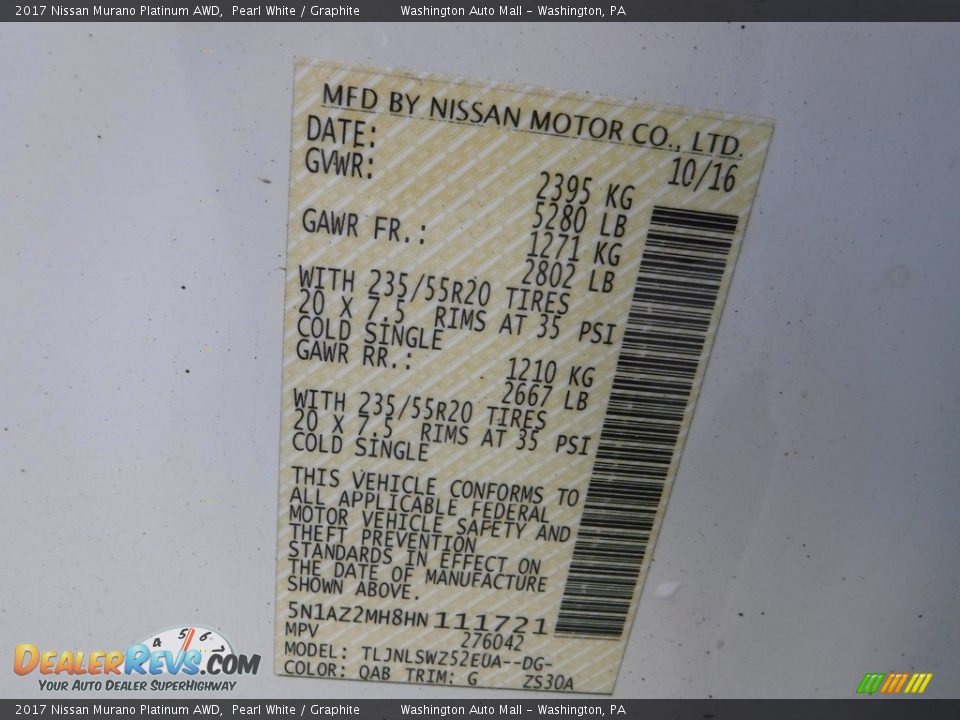 2017 Nissan Murano Platinum AWD, Pearl White / Graphite Washington Auto Mall - Washington, PA
MFD BY NISSAN MOTOR CO., LTD.
DATE: 10/16
GVWR: 2395 KG
5280 LB
GAWR FR.: 1271 KG
2802 LB
WITH 235/55R20 TIRES
20 X 7.5 RIMS AT 35 PSI
COLD SINGLE
GAWR RR.: 1210 KG
2667 LB
WITH 235/55R20 TIRES
20 X 7.5 RIMS AT 35 PSI
COLD SINGLE
THIS VEHICLE CONFORMS TO
ALL APPLICABLE FEDERAL
MOTOR VEHICLE SAFETY AND
THEFT PREVENTION
STANDARDS IN EFFECT ON
THE DATE OF MANUFACTURE
SHOWN ABOVE.
5N1AZ2MH8HN111721
MPV 276042
MODEL: TLJNLSWZ52EUA--DG-
COLOR: QAB TRIM: G ZS30A
4 5 6
DEALERREVS.COM
YOUR AUTO DEALER SUPERHIGHWAY
2017 Nissan Murano Platinum AWD, Pearl White / Graphite Washington Auto Mall - Washington, PA